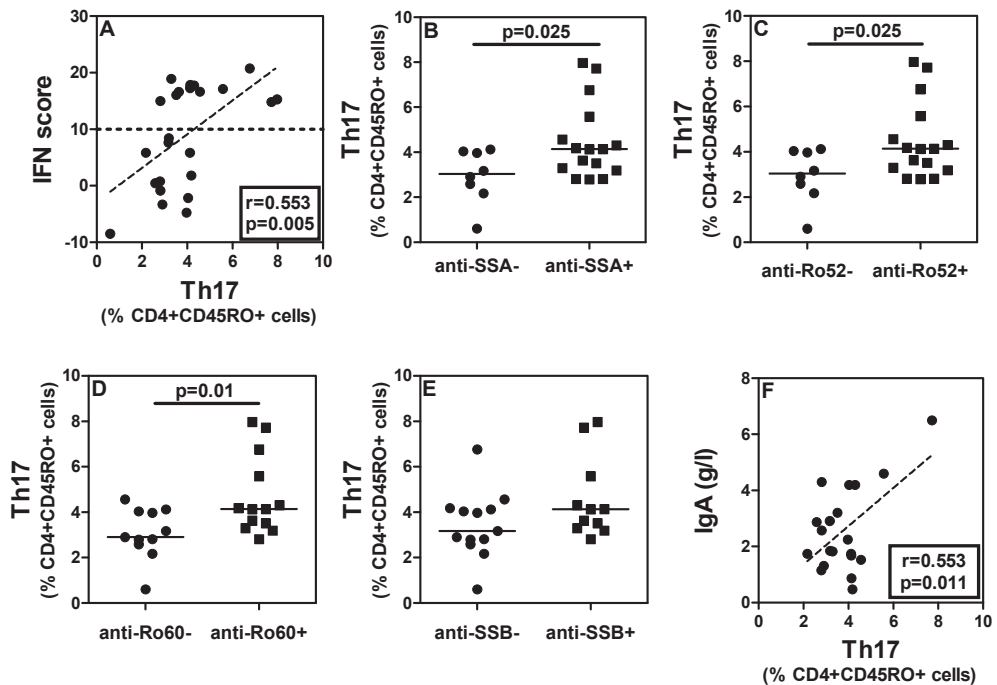 A
IFN score
30
20
10
0
-10
r=0.553
p=0.005
0 2 4 6 8 10
Th17
(% CD4+CD45RO+ cells)
B
p=0.025
Th17
(% CD4+CD45RO+ cells)
10
8
6
4
2
0
anti-SSA- anti-SSA+
C
p=0.025
Th17
(% CD4+CD45RO+ cells)
10
8
6
4
2
0
anti-Ro52- anti-Ro52+
D
p=0.01
Th17
(% CD4+CD45RO+ cells)
10
8
6
4
2
0
anti-Ro60- anti-Ro60+
E
Th17
(% CD4+CD45RO+ cells)
10
8
6
4
2
0
anti-SSB- anti-SSB+
F
IgA (g/l)
8
6
4
2
0
r=0.553
p=0.011
0 2 4 6 8 10
Th17
(% CD4+CD45RO+ cells)